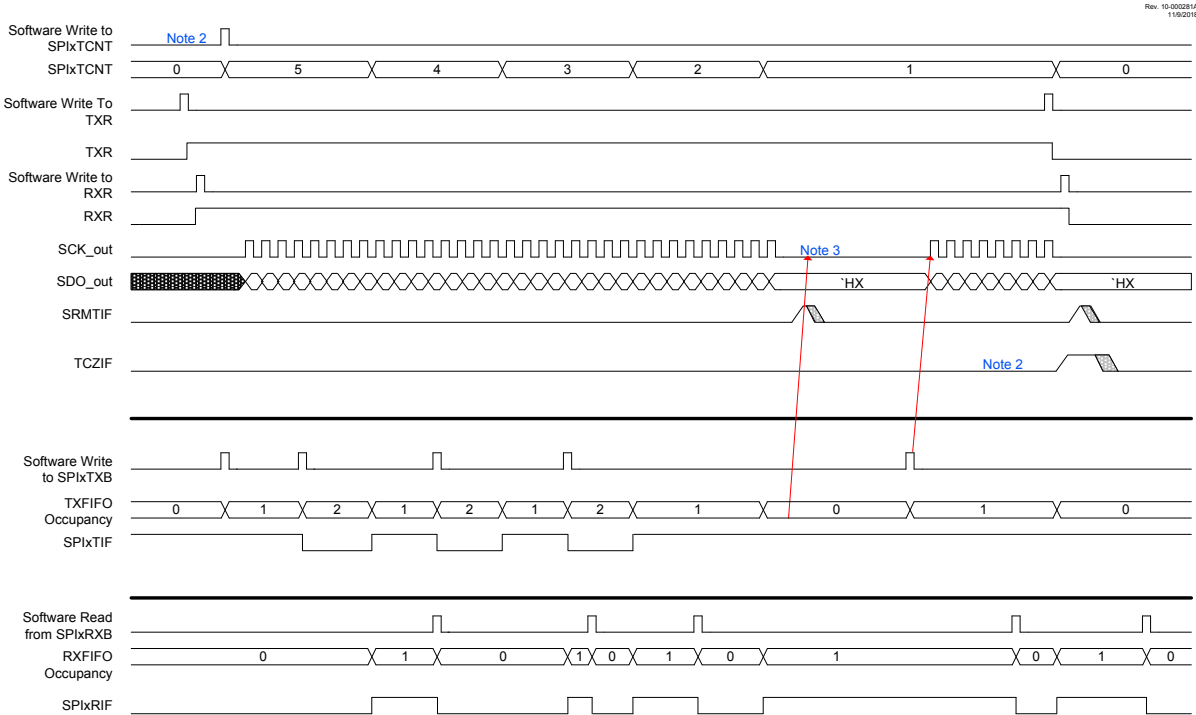 Rev. 10-000281A
11/9/2018
Software Write to
SPIxTCNT
Note 2
SPIxTCNT
0 5 4 3 2 1 0
Software Write To
TXR
TXR
Software Write to
RXR
RXR
SCK_out
Note 3
SDO_out
`HX `HX
SRMTIF
TCZIF
Note 2
Software Write
to SPIxTXB
TXFIFO
Occupancy
0 1 2 1 2 1 2 1 0 1 0
SPIxTIF
Software Read
from SPIxRXB
RXFIFO
Occupancy
0 1 0 1 0 1 0 1 0 1 0
SPIxRIF